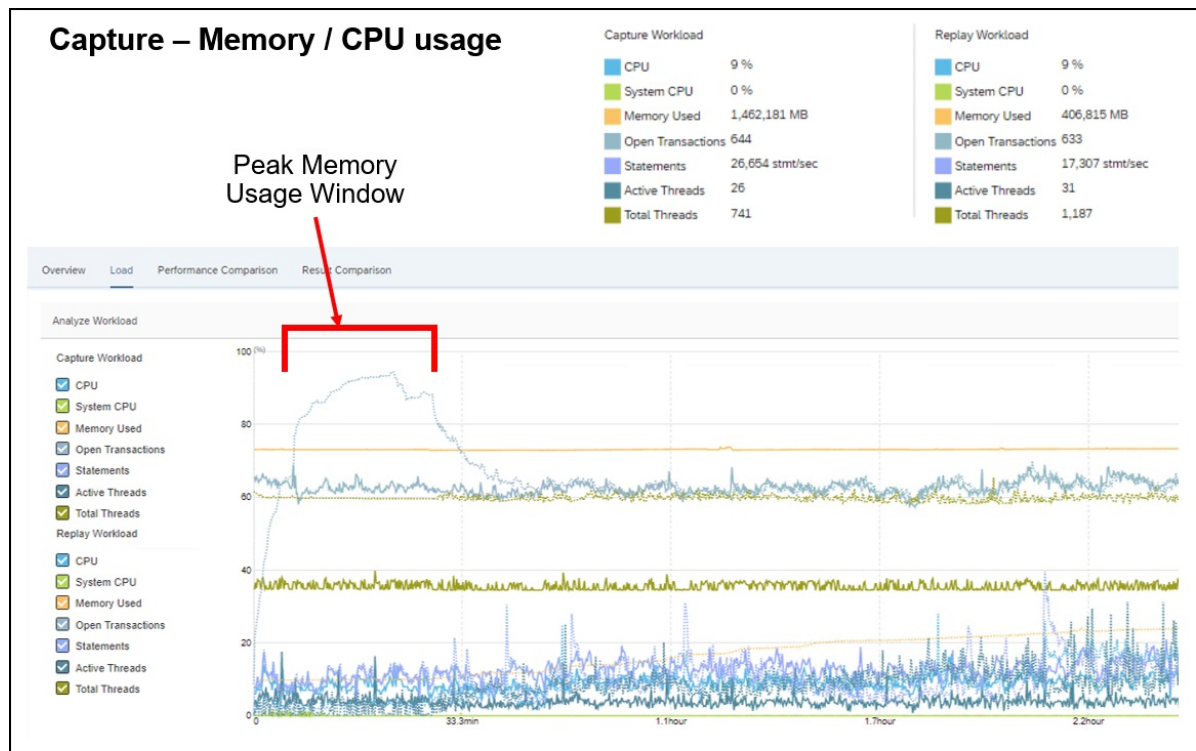 Capture – Memory / CPU usage
Capture Workload
CPU 9 %
System CPU 0 %
Memory Used 1,462,181 MB
Open Transactions 644
Statements 26,654 stmt/sec
Active Threads 26
Total Threads 741
Replay Workload
CPU 9 %
System CPU 0 %
Memory Used 406,815 MB
Open Transactions 633
Statements 17,307 stmt/sec
Active Threads 31
Total Threads 1,187
Peak Memory
Usage Window
Overview Load Performance Comparison Result Comparison
Analyze Workload
Capture Workload
CPU
System CPU
Memory Used
Open Transactions
Statements
Active Threads
Total Threads
Replay Workload
CPU
System CPU
Memory Used
Open Transactions
Statements
Active Threads
Total Threads
100 (%)
80
60
40
20
0
0 33.3min 1.1hour 1.7hour 2.2hour